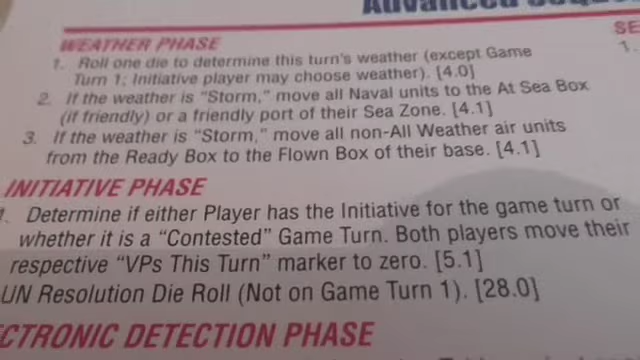 Advanced
SE
1.
WEATHER PHASE
1. Roll one die to determine this turn's weather (except Game
Turn 1; Initiative player may choose weather). [4.0]
2. If the weather is "Storm," move all Naval units to the At Sea Box
(if friendly) or a friendly port of their Sea Zone. [4.1]
3. If the weather is "Storm," move all non-All Weather air units
from the Ready Box to the Flown Box of their base. [4.1]
INITIATIVE PHASE
1. Determine if either Player has the Initiative for the game turn or
whether it is a "Contested" Game Turn. Both players move their
respective "VPs This Turn" marker to zero. [5.1]
UN Resolution Die Roll (Not on Game Turn 1). [28.0]
CTRONIC DETECTION PHASE